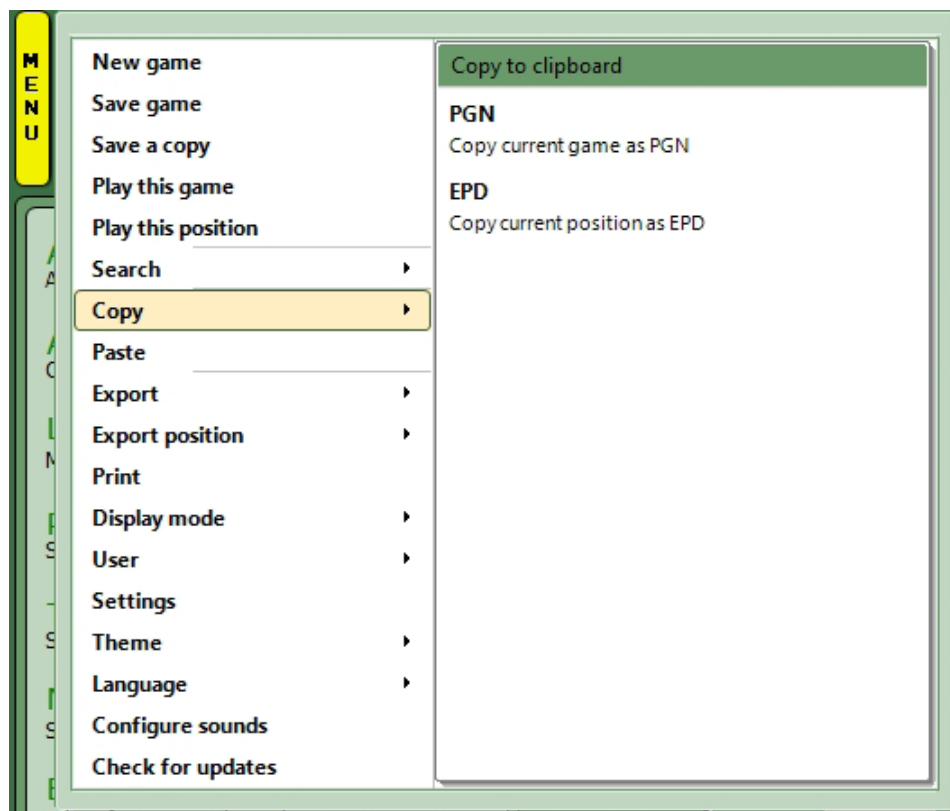 MENU
New game
Save game
Save a copy
Play this game
Play this position
Search
Copy
Paste
Export
Export position
Print
Display mode
User
Settings
Theme
Language
Configure sounds
Check for updates
Copy to clipboard
PGN
Copy current game as PGN
EPD
Copy current position as EPD